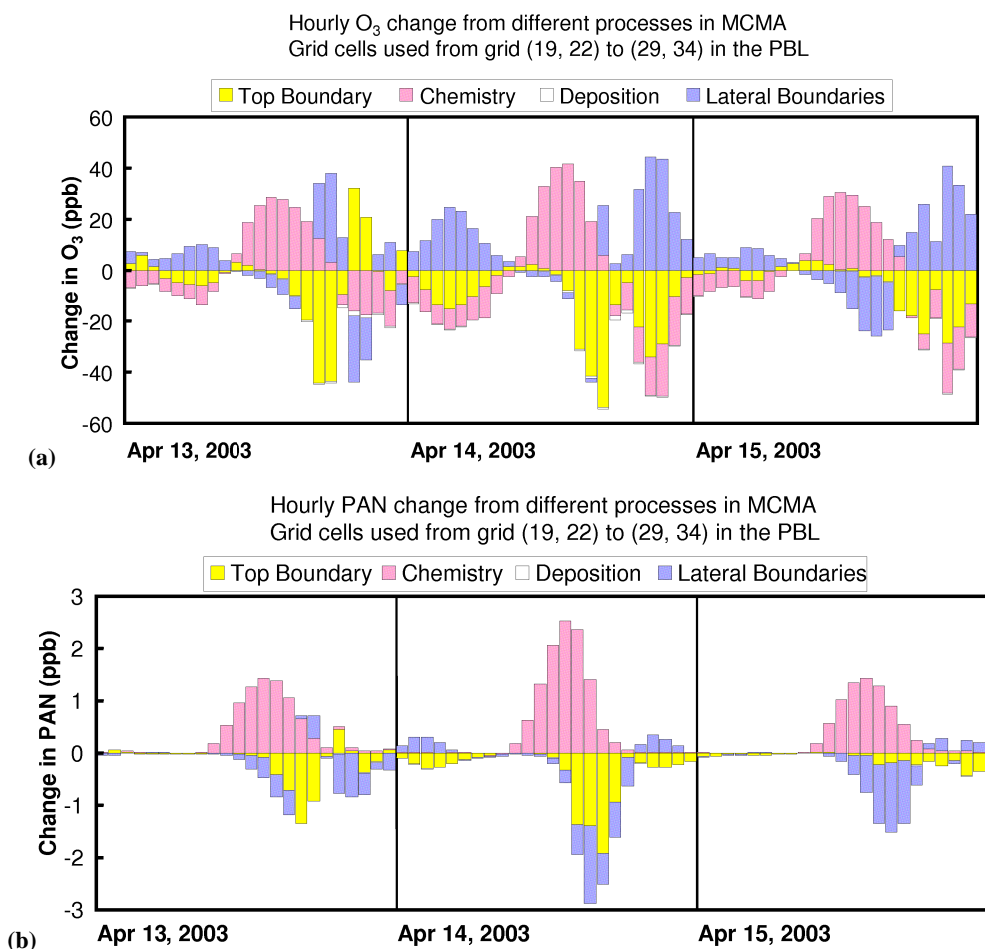 Hourly O3 change from different processes in MCMA
Grid cells used from grid (19, 22) to (29, 34) in the PBL
Top Boundary Chemistry Deposition Lateral Boundaries
60
40
20
0
-20
-40
-60
Change in O3 (ppb)
Apr 13, 2003 Apr 14, 2003 Apr 15, 2003
(a)
Hourly PAN change from different processes in MCMA
Grid cells used from grid (19, 22) to (29, 34) in the PBL
Top Boundary Chemistry Deposition Lateral Boundaries
3
2
1
0
-1
-2
-3
Change in PAN (ppb)
Apr 13, 2003 Apr 14, 2003 Apr 15, 2003
(b)